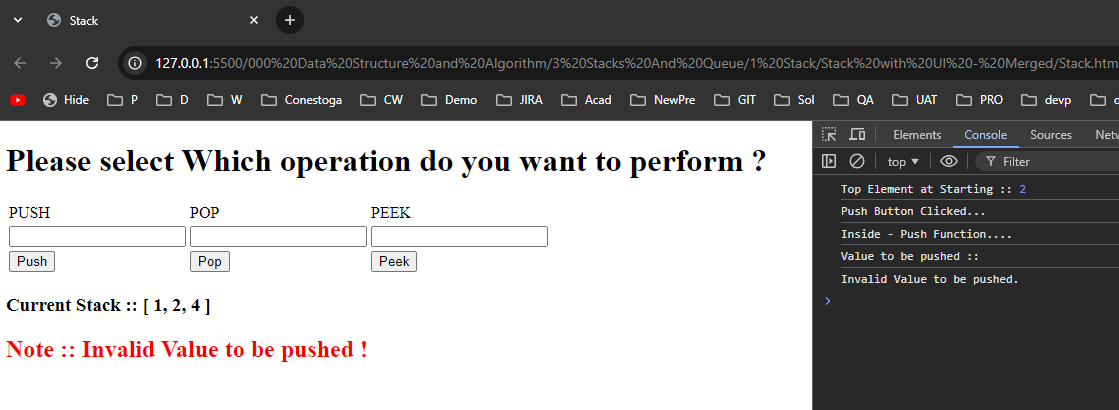 Stack
127.0.0.1:5500/000%20Data%20Structure%20and%20Algorithm/3%20Stacks%20And%20Queue/1%20Stack/Stack%20with%20UI%20-%20Merged/Stack.htm
Hide P D W Conestoga CW Demo JIRA Acad NewPre GIT Sol QA UAT PRO devp
Elements Console Sources Netw
top Filter
Please select Which operation do you want to perform ?
PUSH POP PEEK
Push Pop Peek
Current Stack :: [ 1, 2, 4 ]
Note :: Invalid Value to be pushed !
Top Element at Starting :: 2
Push Button Clicked...
Inside - Push Function....
Value to be pushed ::
Invalid Value to be pushed.